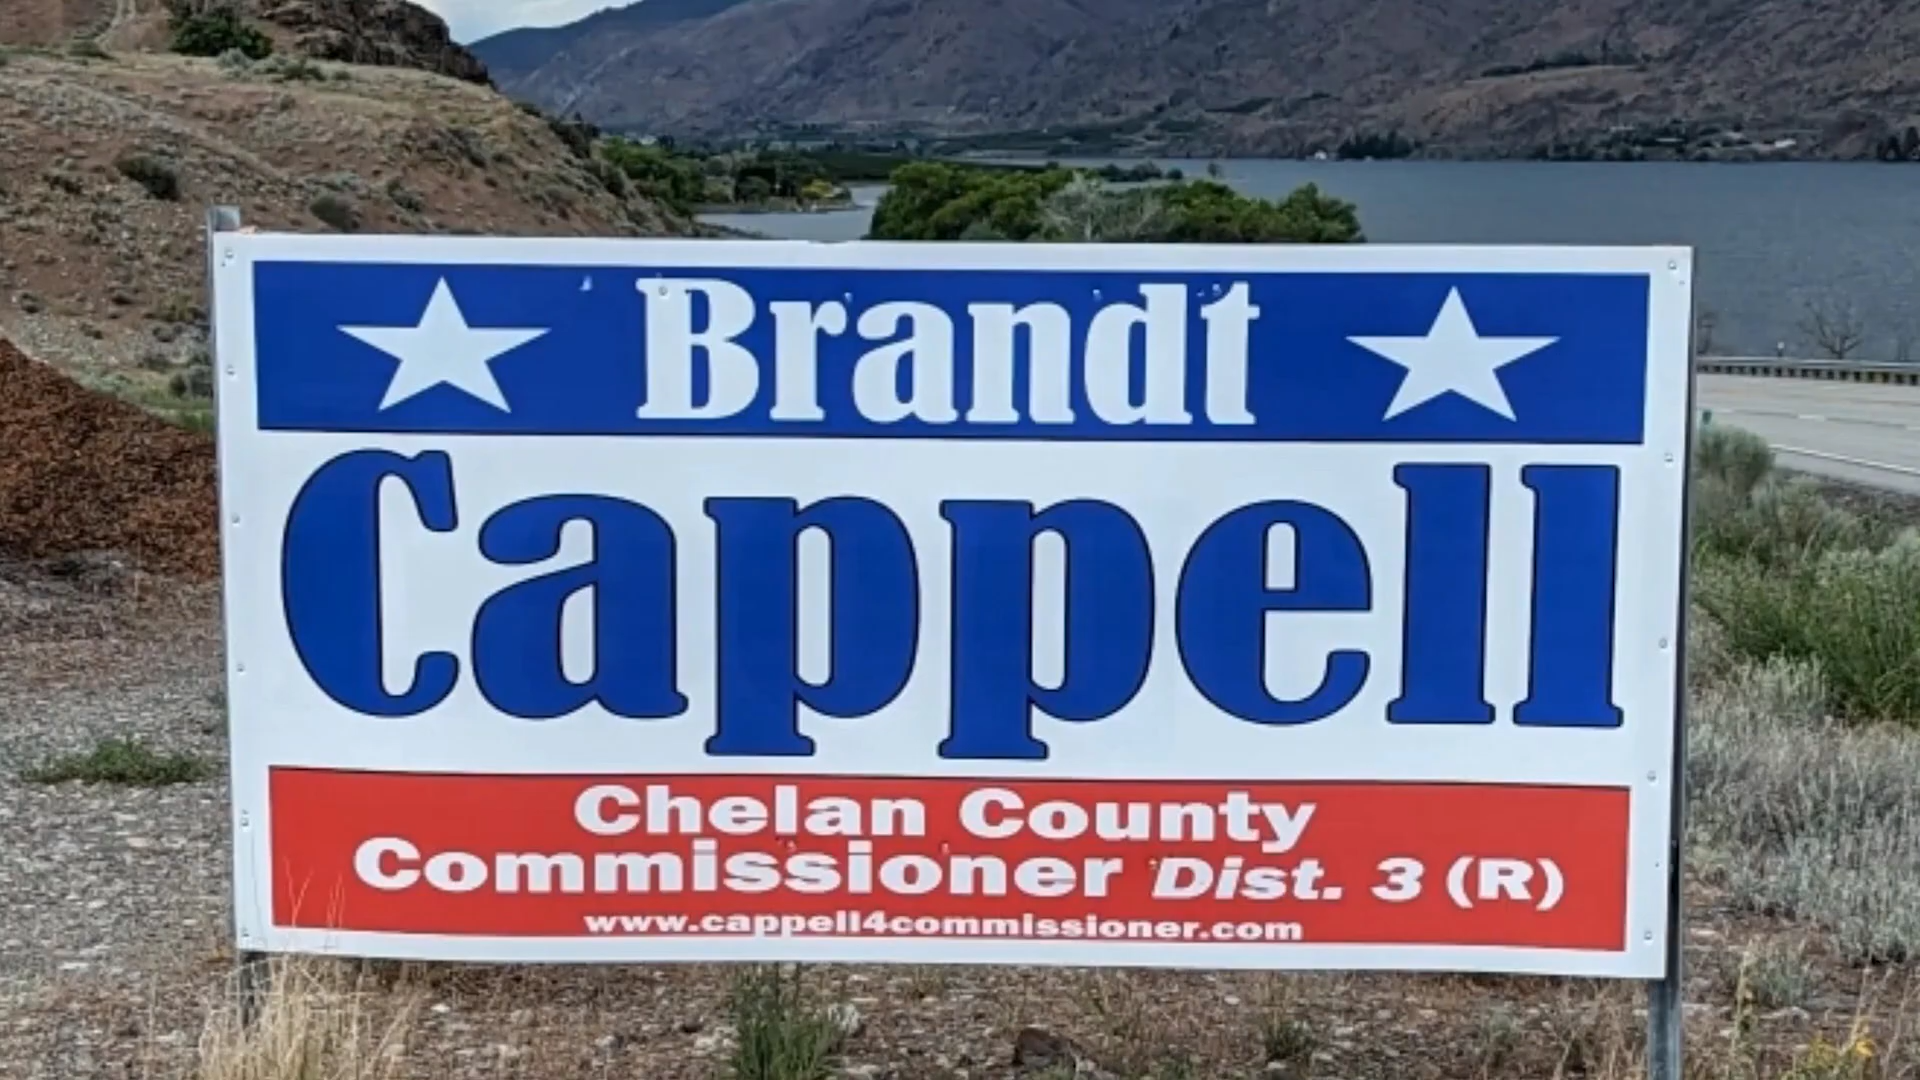 Brandt
Cappell
Chelan County
Commissioner Dist. 3 (R)
www.cappell4commissioner.com